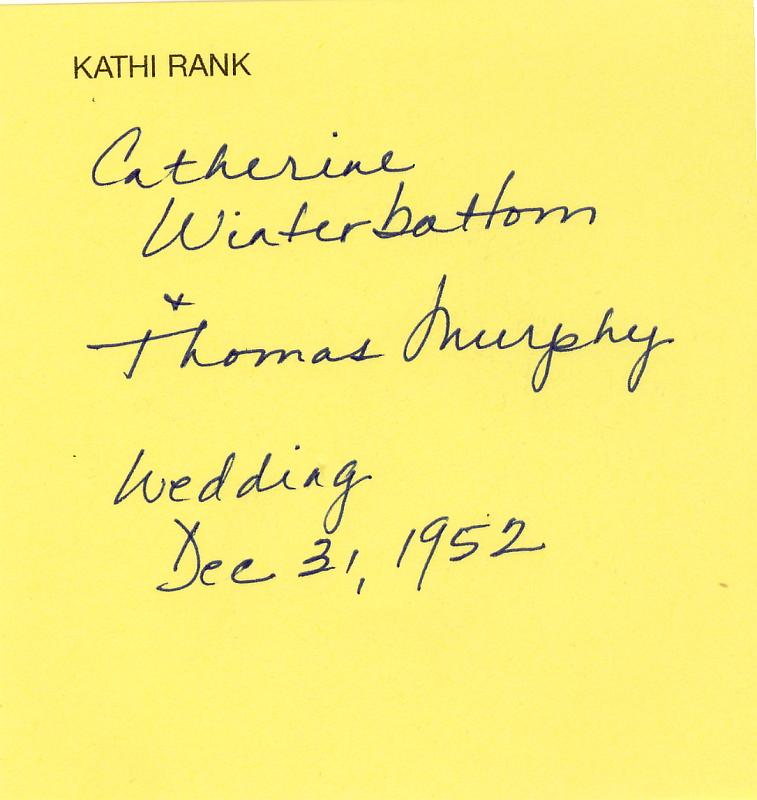 KATHI RANK
Catherine
Winterbottom
+
Thomas Murphy
Wedding
Dec 31, 1952